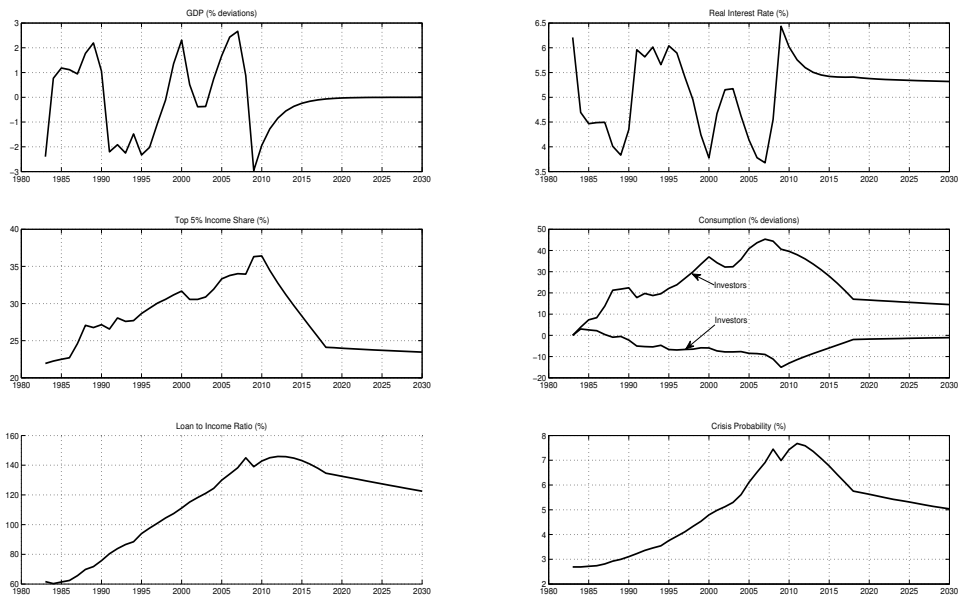 GDP (% deviations)
3
2
1
0
−1
−2
−3
1980 1985 1990 1995 2000 2005 2010 2015 2020 2025 2030
Real Interest Rate (%)
6.5
6
5.5
5
4.5
4
3.5
1980 1985 1990 1995 2000 2005 2010 2015 2020 2025 2030
Top 5% Income Share (%)
40
35
30
25
20
1980 1985 1990 1995 2000 2005 2010 2015 2020 2025 2030
Consumption (% deviations)
50
40
30
20
10
0
−10
−20
Investors
Investors
1980 1985 1990 1995 2000 2005 2010 2015 2020 2025 2030
Loan to Income Ratio (%)
160
140
120
100
80
60
1980 1985 1990 1995 2000 2005 2010 2015 2020 2025 2030
Crisis Probability (%)
8
7
6
5
4
3
2
1980 1985 1990 1995 2000 2005 2010 2015 2020 2025 2030